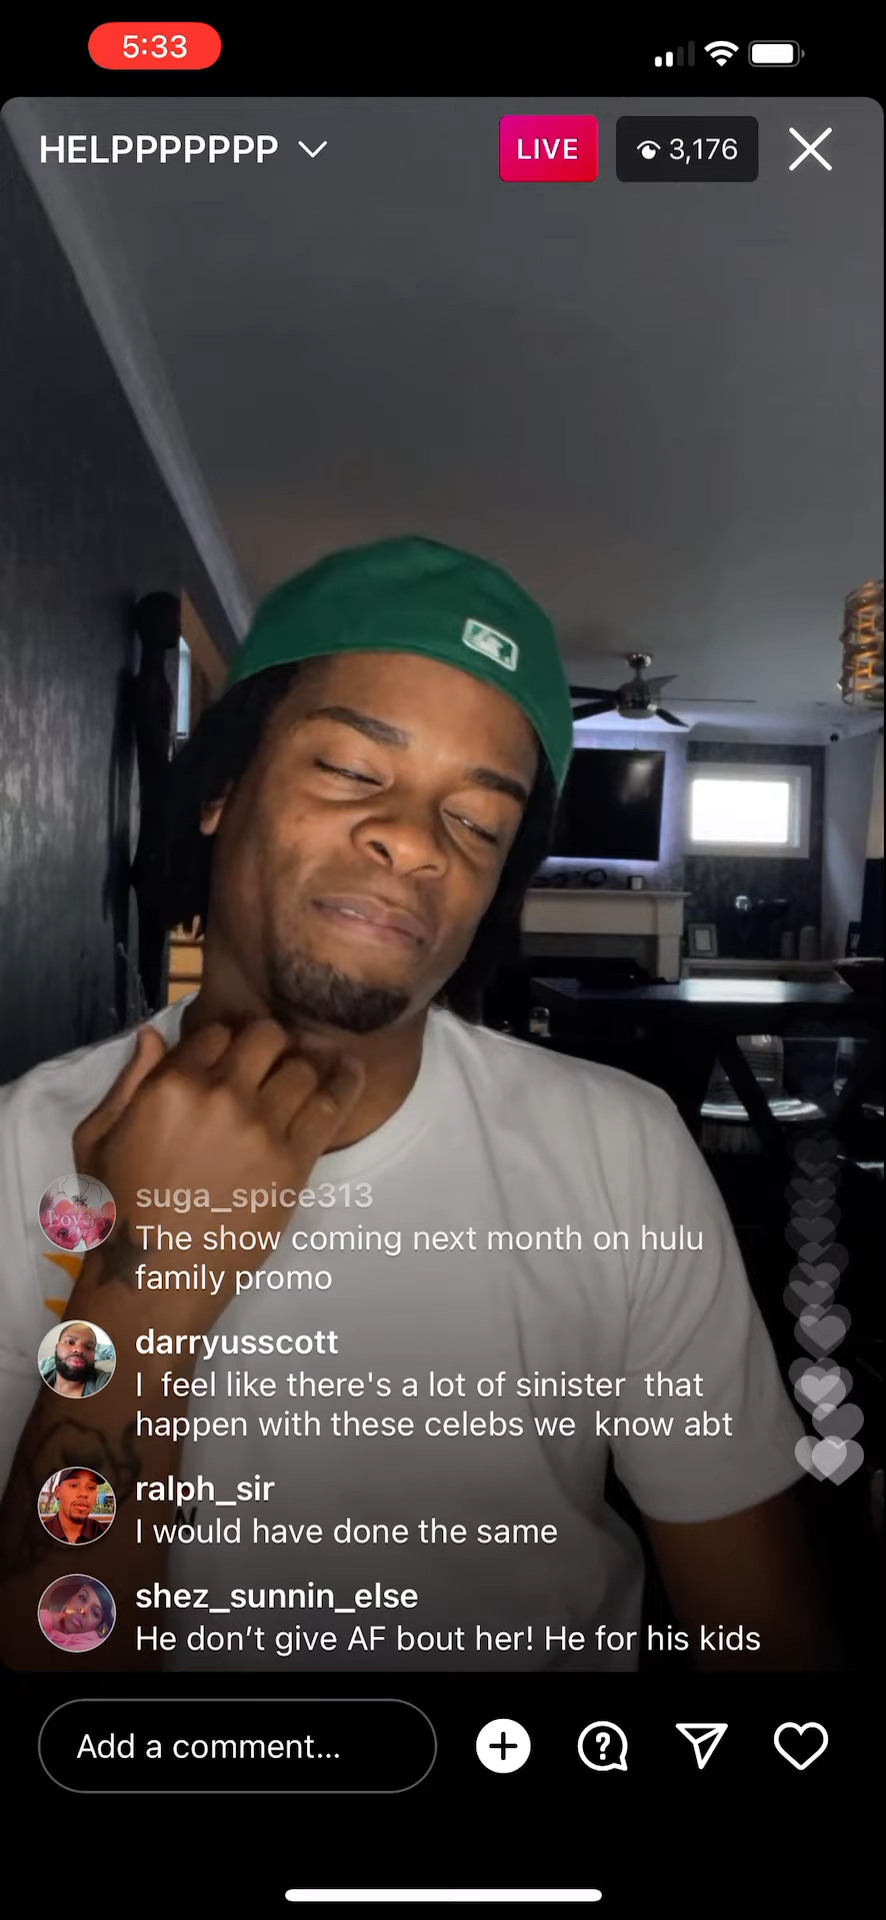 5:33
HELPPPPPPP
LIVE
3,176
suga_spice313
The show coming next month on hulu
family promo
darryusscott
I  feel like there's a lot of sinister  that
happen with these celebs we  know abt
ralph_sir
I would have done the same
shez_sunnin_else
He don’t give AF bout her! He for his kids
Add a comment...